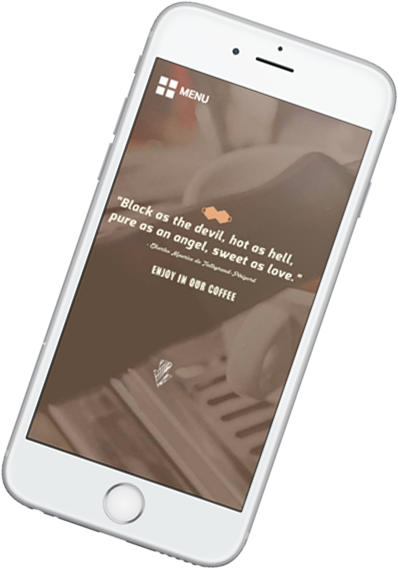 MENU
"Black as the devil, hot as hell,
pure as an angel, sweet as love."
- Charles Maurice de Talleyrand-Périgord
ENJOY IN OUR COFFEE